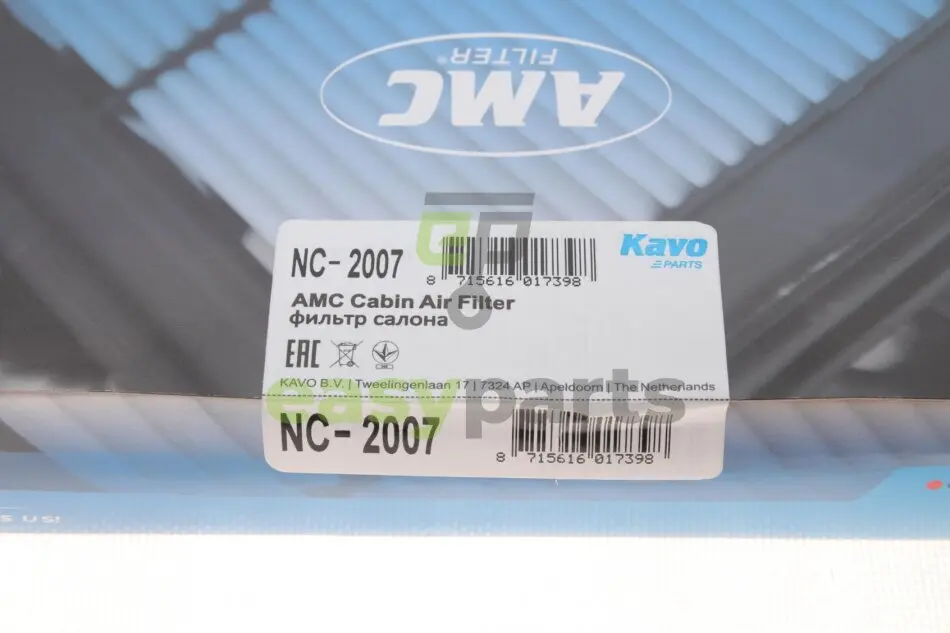 AMC
FILTER®
NC-2007
8 715616 017398
Kavo
PARTS
AMC Cabin Air Filter
фильтр салона
EAC
KAVO B.V. | Tweelingenlaan 17 | 7324 AP | Apeldoorn | The Netherlands
easyparts
NC-2007
8 715616 017398
S US!